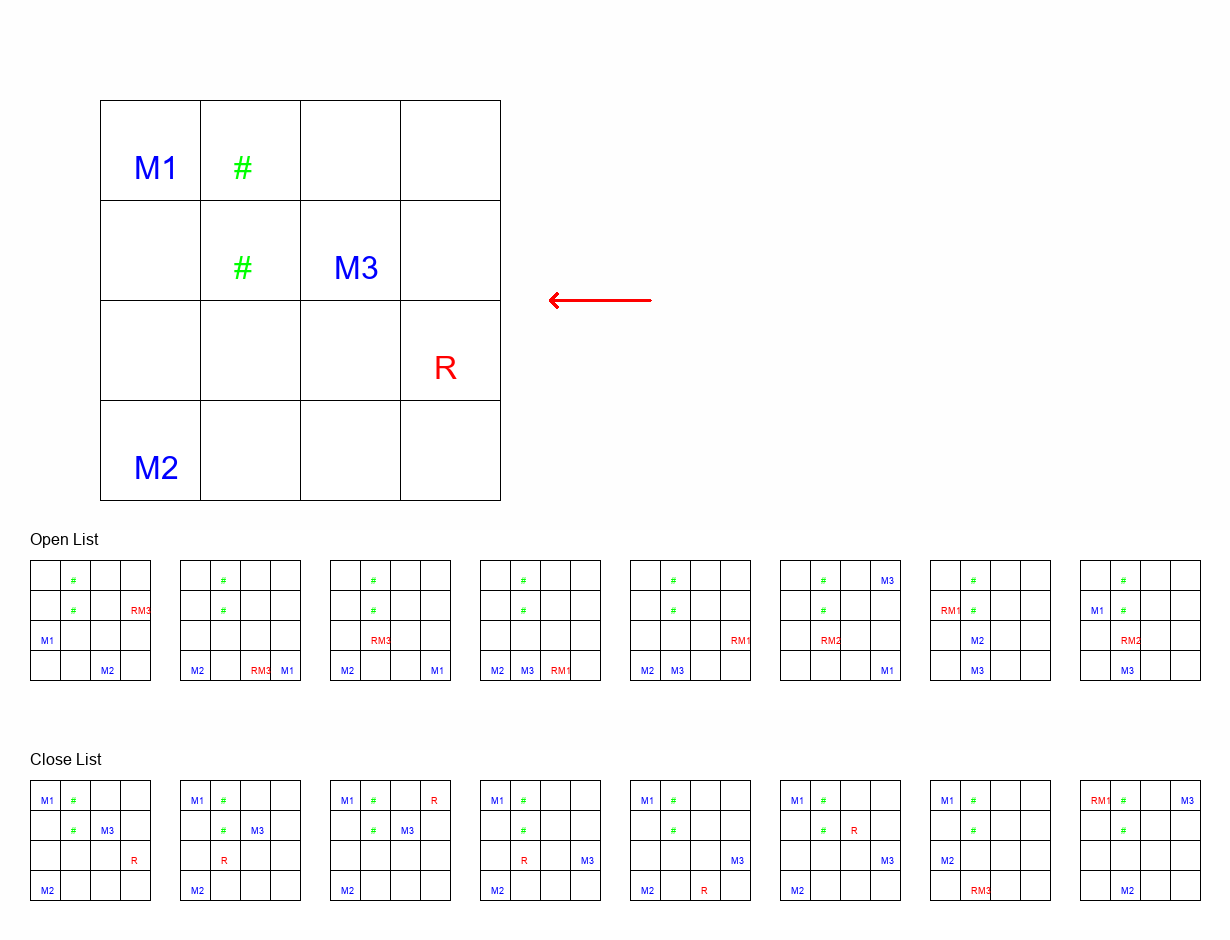 M1 #
# M3
R
M2
Open List
# # # # # # M3 # #
# RM3 # # # # # RM1 # M1 #
M1 RM3 RM1 RM2 M2 RM2
M2 M2 RM3 M1 M2 M1 M2 M3 RM1 M2 M3 M1 M3 M3
Close List
M1 # M1 # M1 # R M1 # M1 # M1 # M1 # RM1 # M3
# M3 # M3 # M3 # # # R # #
R R R M3 M3 M3 M2
M2 M2 M2 M2 M2 R M2 RM3 M2